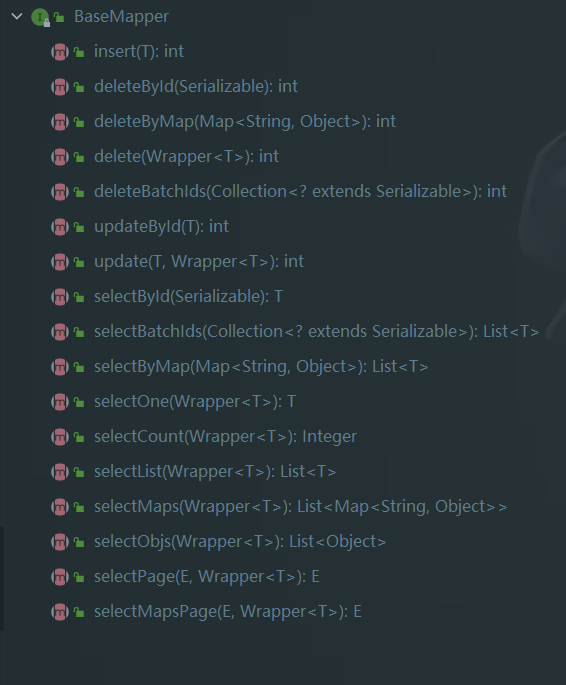 BaseMapper
insert(T): int
deleteById(Serializable): int
deleteByMap(Map<String, Object>): int
delete(Wrapper<T>): int
deleteBatchIds(Collection<? extends Serializable>): int
updateById(T): int
update(T, Wrapper<T>): int
selectById(Serializable): T
selectBatchIds(Collection<? extends Serializable>): List<T>
selectByMap(Map<String, Object>): List<T>
selectOne(Wrapper<T>): T
selectCount(Wrapper<T>): Integer
selectList(Wrapper<T>): List<T>
selectMaps(Wrapper<T>): List<Map<String, Object>>
selectObjs(Wrapper<T>): List<Object>
selectPage(E, Wrapper<T>): E
selectMapsPage(E, Wrapper<T>): E